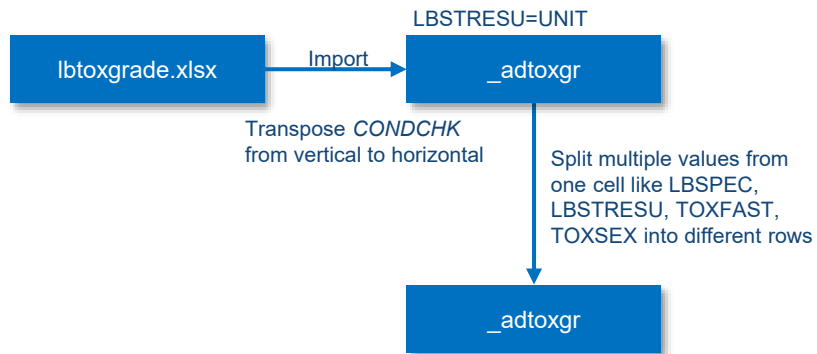 LBSTRESU=UNIT
lbtoxgrade.xlsx
Import
_adtoxgr
Transpose CONDCHK
from vertical to horizontal
Split multiple values from
one cell like LBSPEC,
LBSTRESU, TOXFAST,
TOXSEX into different rows
_adtoxgr